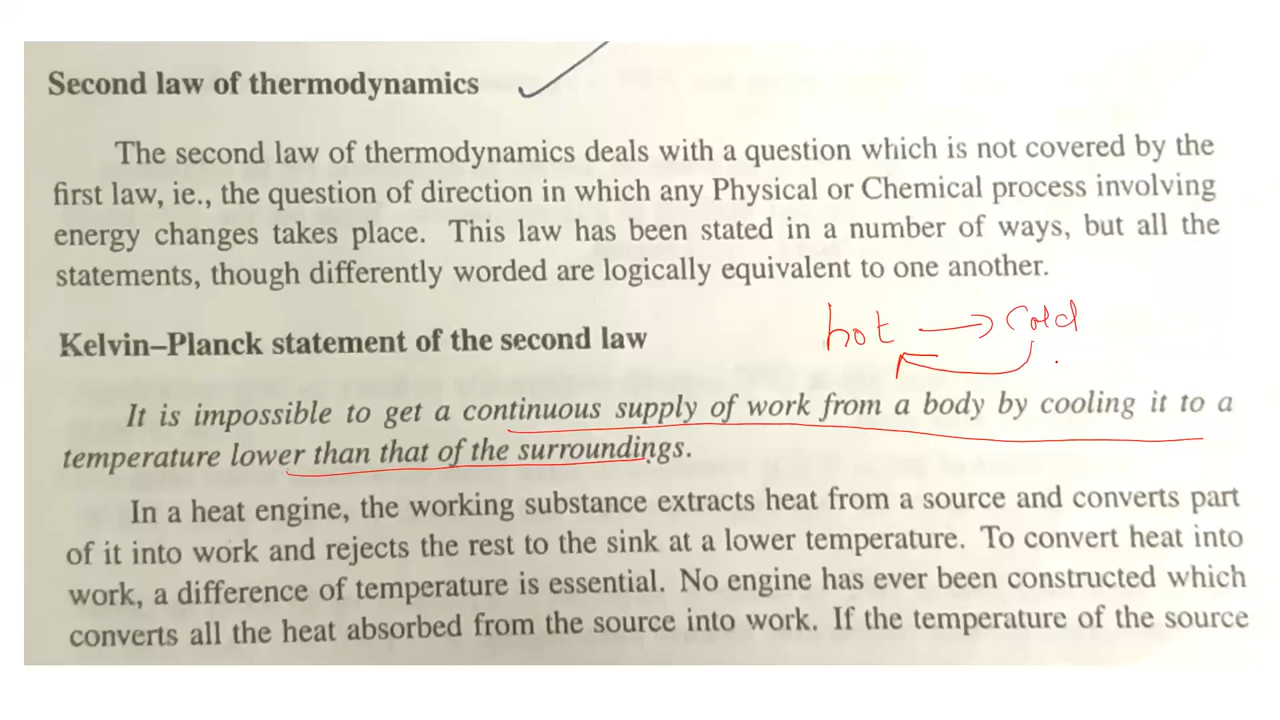 Second law of thermodynamics
The second law of thermodynamics deals with a question which is not covered by the
first law, ie., the question of direction in which any Physical or Chemical process involving
energy changes takes place. This law has been stated in a number of ways, but all the
statements, though differently worded are logically equivalent to one another.
hot → cold
Kelvin–Planck statement of the second law
It is impossible to get a continuous supply of work from a body by cooling it to a
temperature lower than that of the surroundings.
In a heat engine, the working substance extracts heat from a source and converts part
of it into work and rejects the rest to the sink at a lower temperature. To convert heat into
work, a difference of temperature is essential. No engine has ever been constructed which
converts all the heat absorbed from the source into work. If the temperature of the source